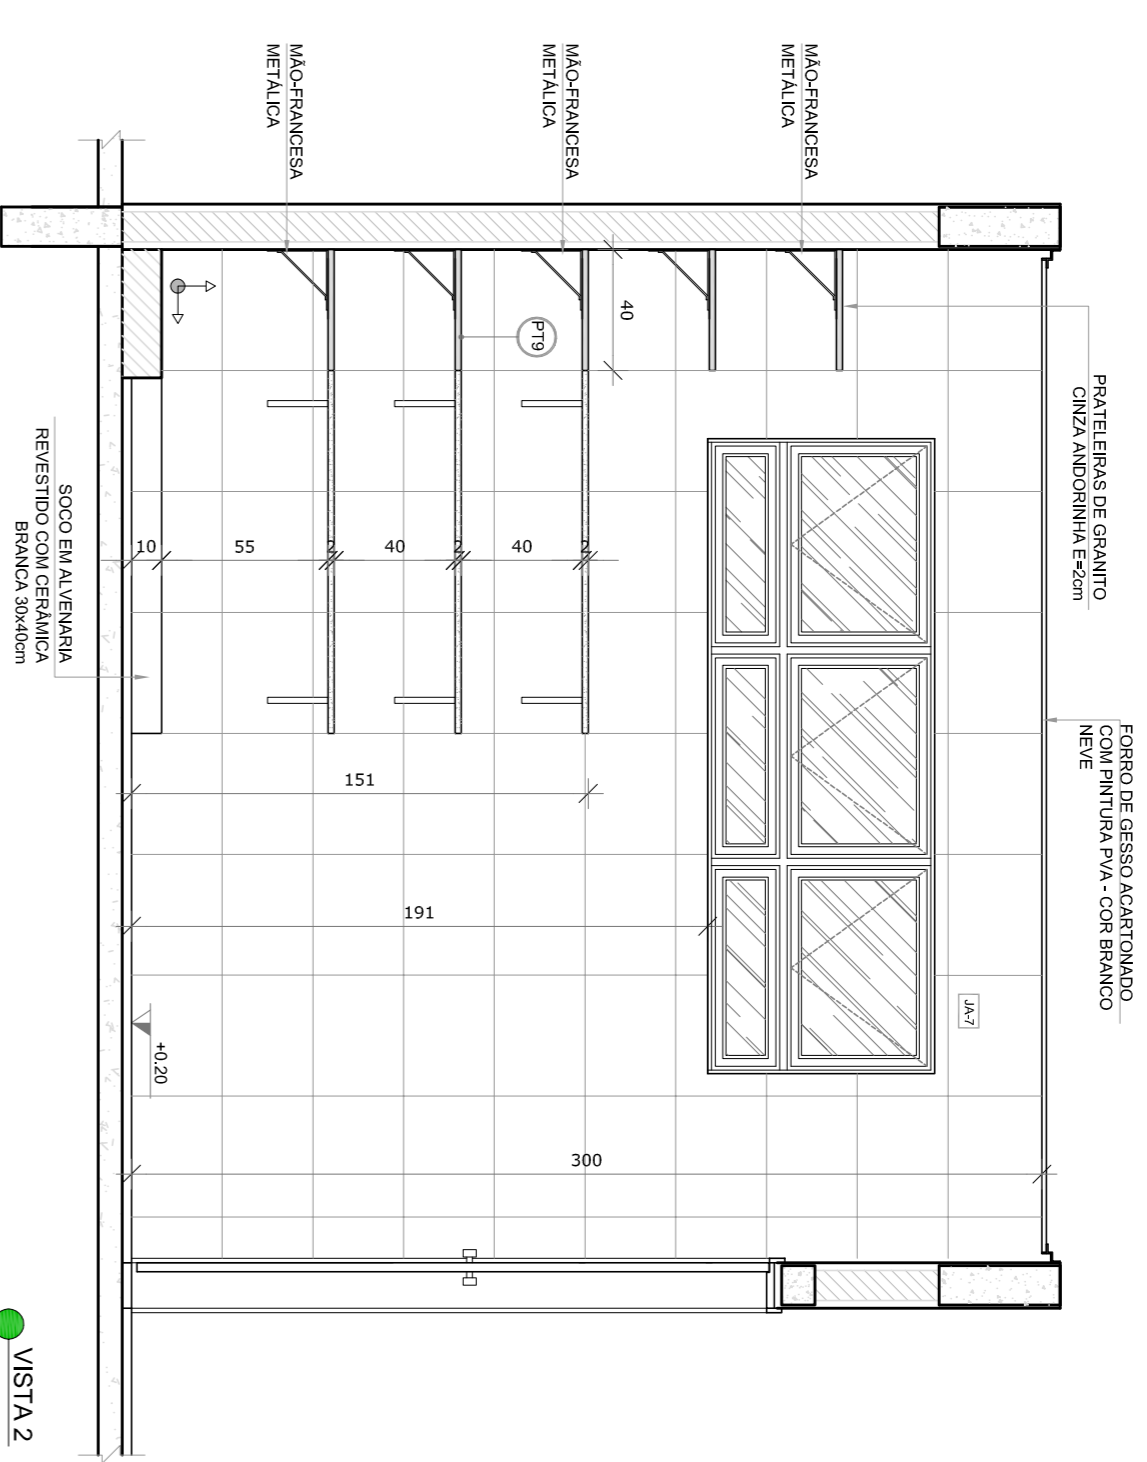 MÃO-FRANCESA
METÁLICA
MÃO-FRANCESA
METÁLICA
MÃO-FRANCESA
METÁLICA
PRATELEIRAS DE GRANITO
CINZA ANDORINHA E=2cm
FORRO DE GESSO ACARTONADO
COM PINTURA PVA - COR BRANCO
NEVE
40
PT9
10
55
2
40
2
40
2
SOCO EM ALVENARIA
REVESTIDO COM CERÂMICA
BRANCA 30x40cm
151
191
JA-7
+0.20
300
VISTA 2